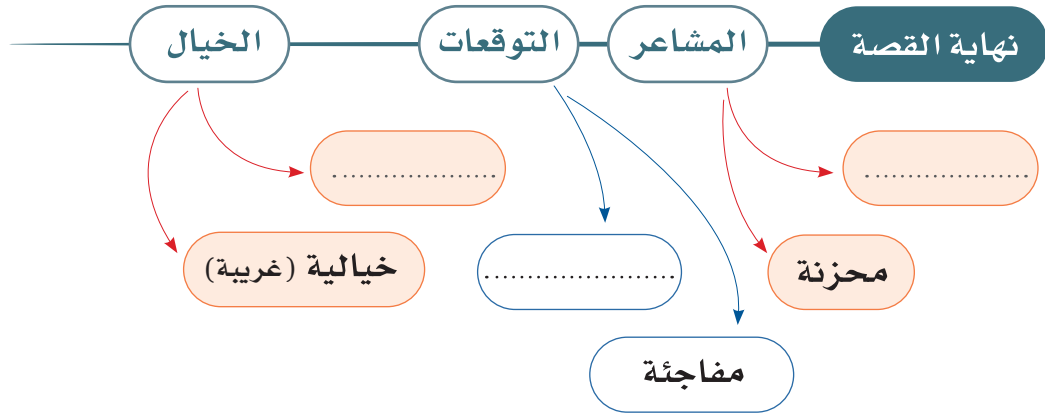 نهاية القصة
المشاعر
التوقعات
الخيال
...................
...................
محزنة
......................
خيالية (غريبة)
مفاجئة